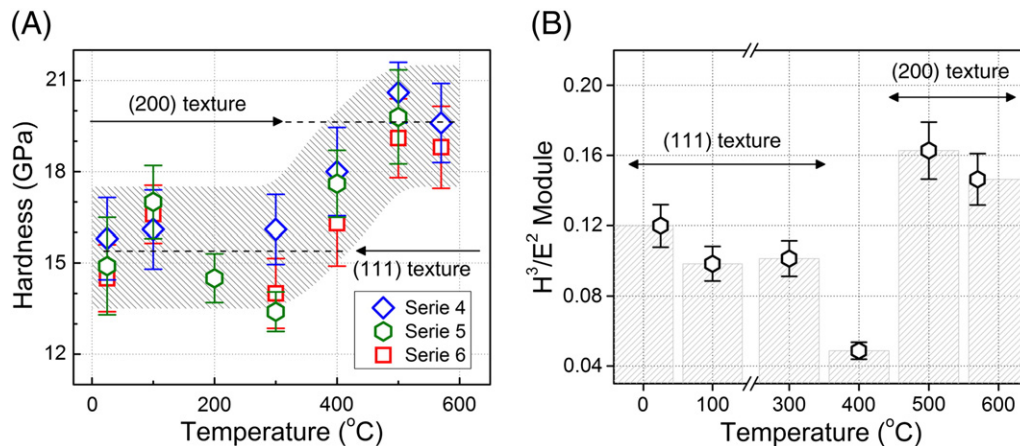 (A)
Hardness (GPa)
21
18
15
12
(200) texture
(111) texture
Serie 4
Serie 5
Serie 6
0 200 400 600
Temperature (°C)
(B)
H³/E² Module
0.20
0.16
0.12
0.08
0.04
(200) texture
(111) texture
0 100 300 400 500 600
Temperature (°C)